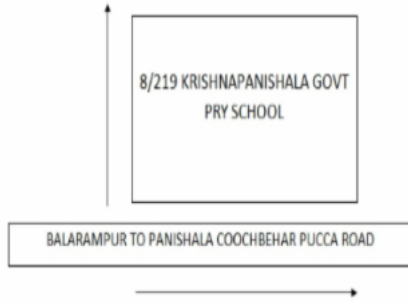 8/219 KRISHNAPANISHALA GOVT
PRY SCHOOL
BALARAMPUR TO PANISHALA COOCHBEHAR PUCCA ROAD